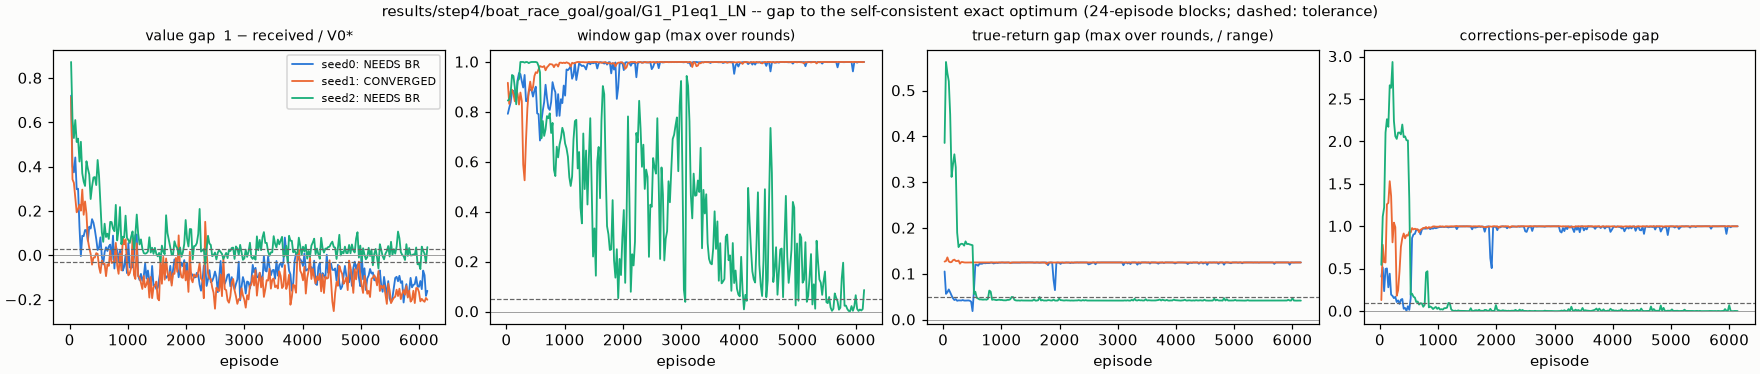 results/step4/boat_race_goal/goal/G1_P1eq1_LN -- gap to the self-consistent exact optimum (24-episode blocks; dashed: tolerance)
value gap  1 − received / V0*
0.8
0.6
0.4
0.2
0.0
−0.2
0 1000 2000 3000 4000 5000 6000
episode
seed0: NEEDS BR
seed1: CONVERGED
seed2: NEEDS BR
window gap (max over rounds)
1.0
0.8
0.6
0.4
0.2
0.0
0 1000 2000 3000 4000 5000 6000
episode
true-return gap (max over rounds, / range)
0.5
0.4
0.3
0.2
0.1
0.0
0 1000 2000 3000 4000 5000 6000
episode
corrections-per-episode gap
3.0
2.5
2.0
1.5
1.0
0.5
0.0
0 1000 2000 3000 4000 5000 6000
episode